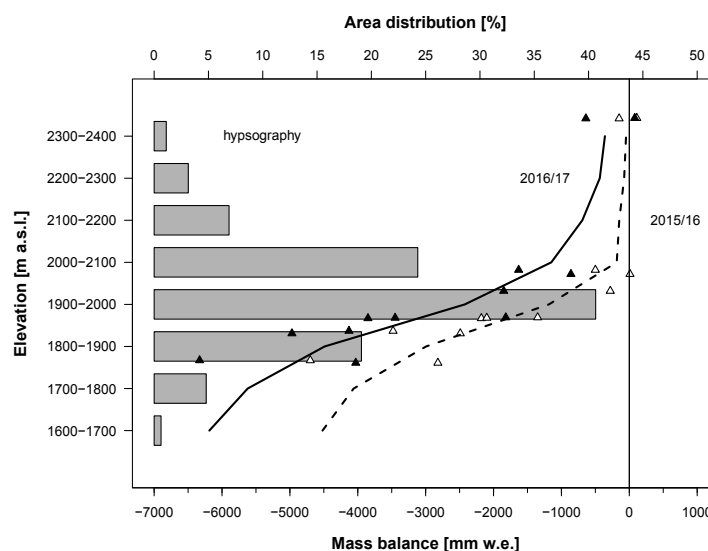 Area distribution [%]
0 5 10 15 20 25 30 35 40 45 50
Elevation [m a.s.l.]
2300-2400
hypsography
2200-2300
2016/17
2100-2200
2015/16
2000-2100
1900-2000
1800-1900
1700-1800
1600-1700
−7000 −6000 −5000 −4000 −3000 −2000 −1000 0 1000
Mass balance [mm w.e.]